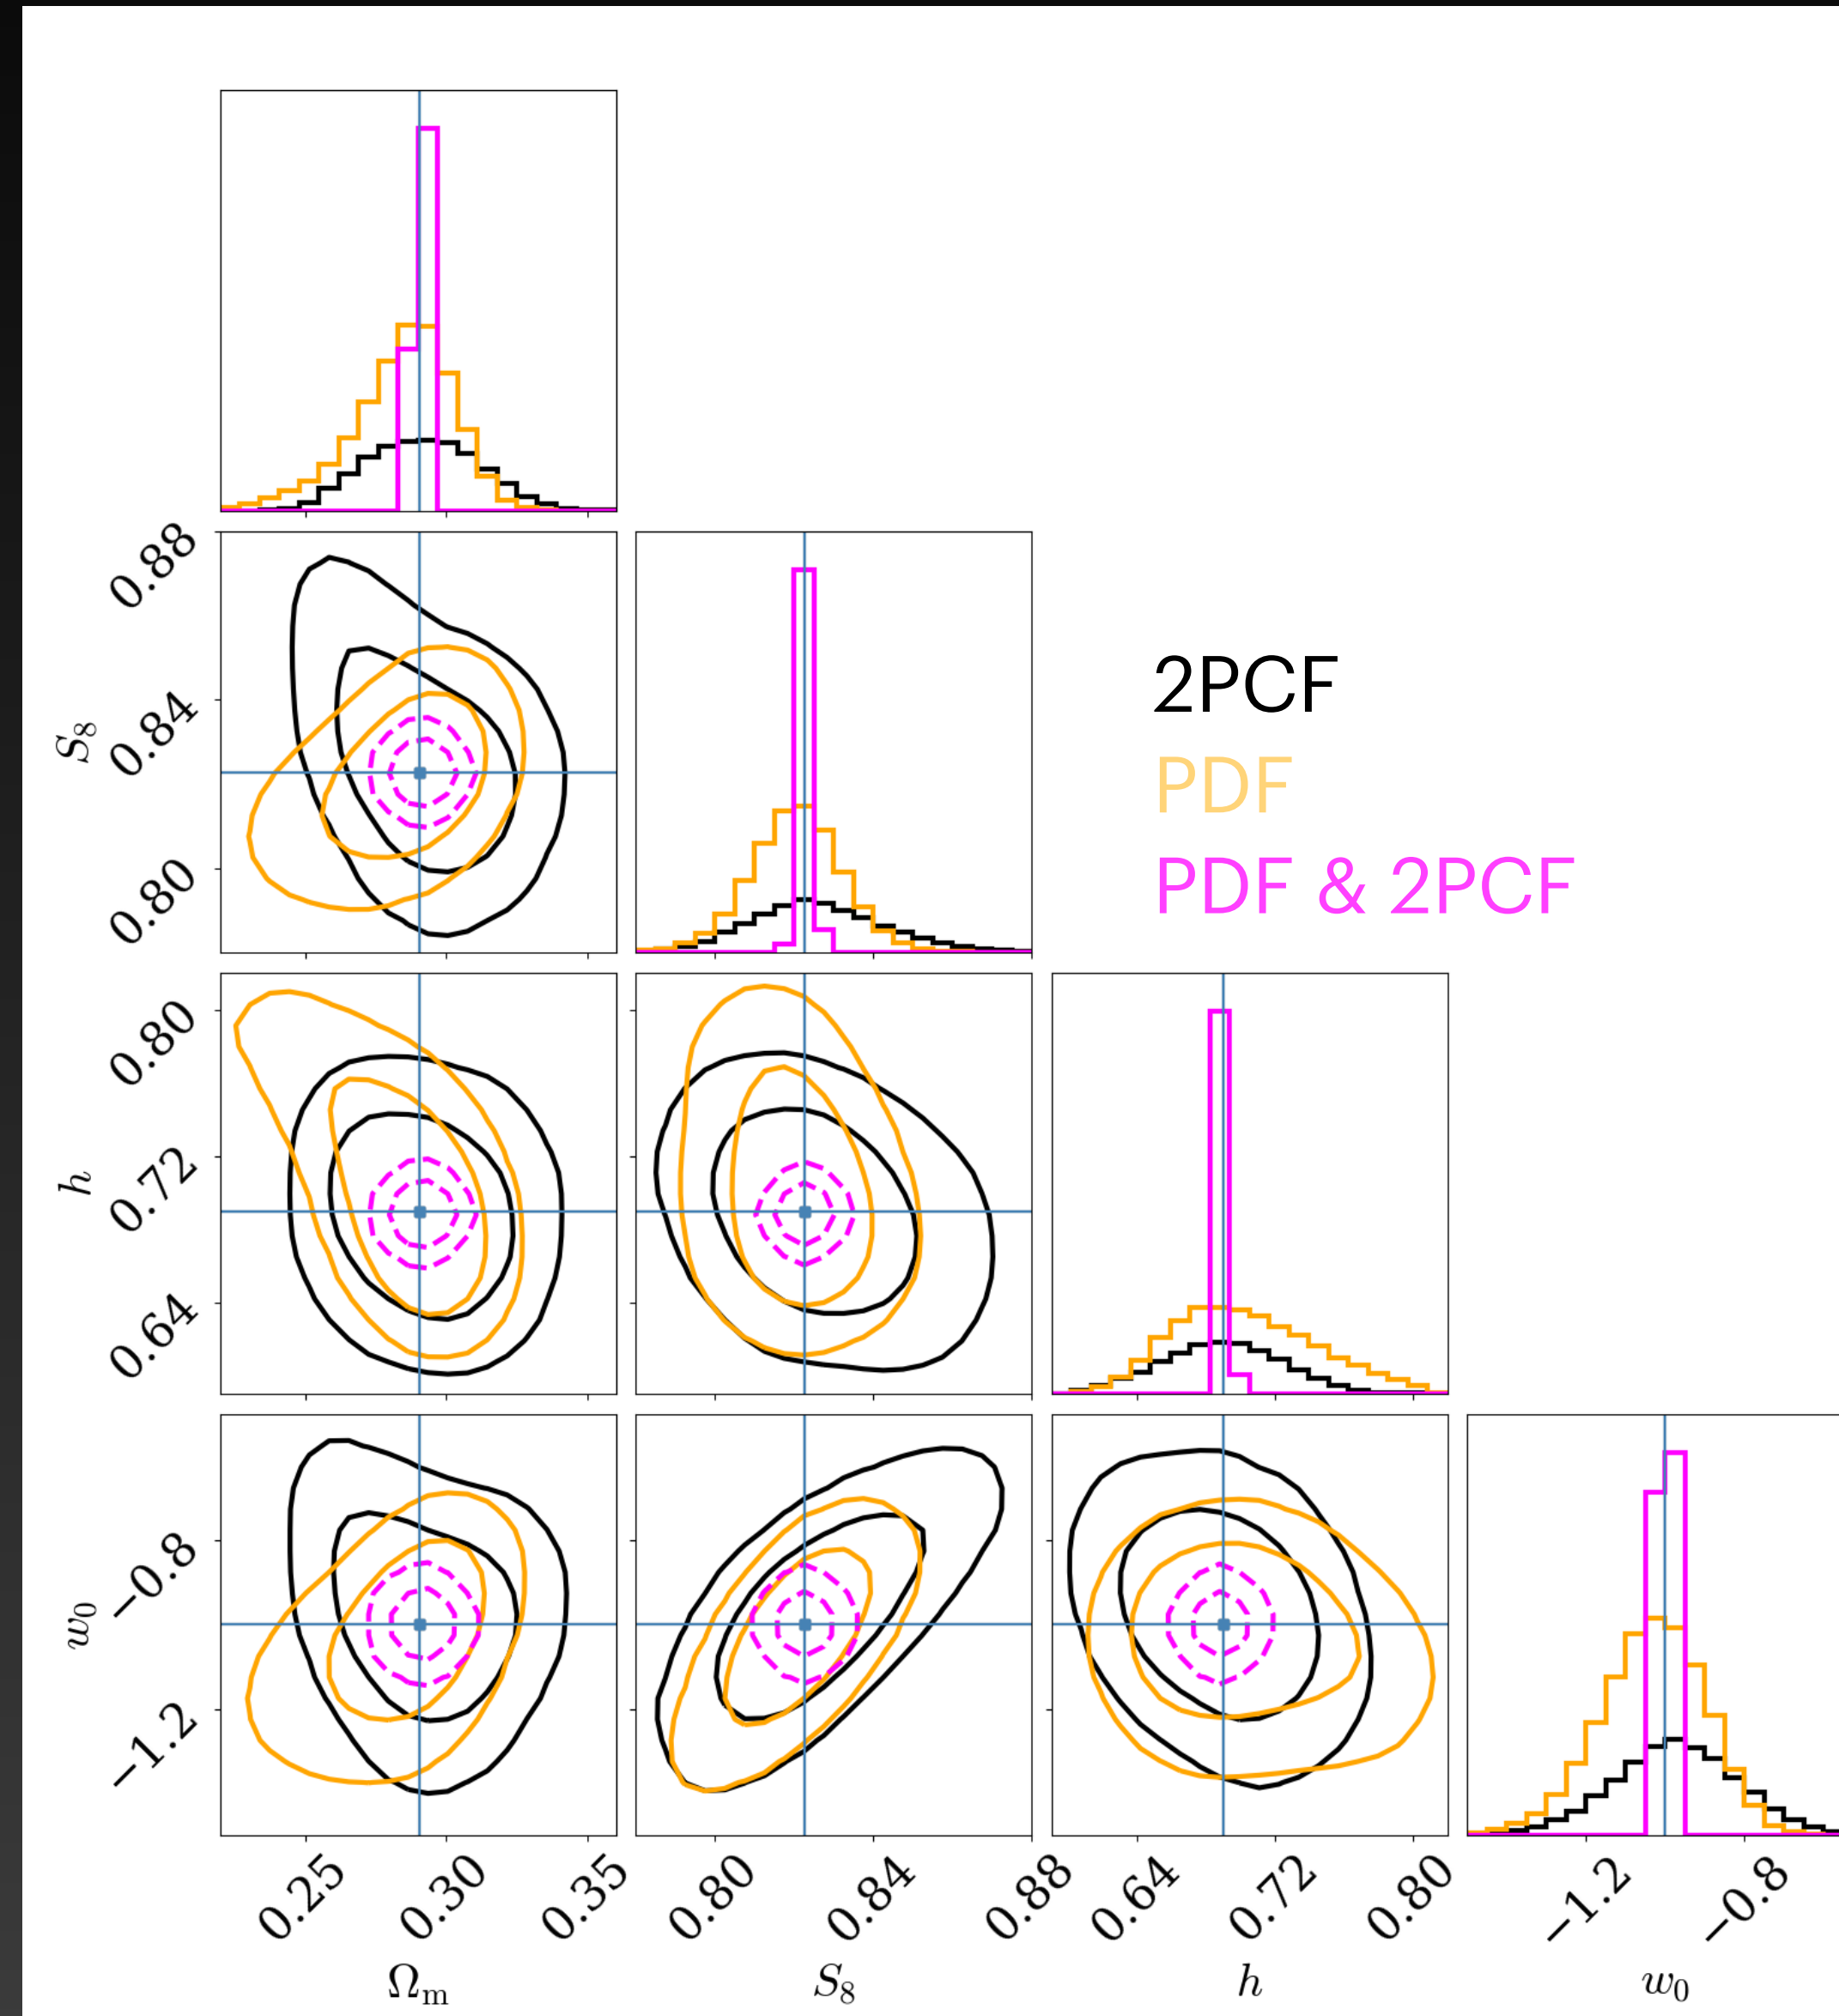 0.88
0.84
0.80
S₈
2PCF
PDF
PDF & 2PCF
0.80
0.72
0.64
h
−0.8
−1.2
w₀
0.25 0.30 0.35 0.80 0.84 0.88 0.64 0.72 0.80 −1.2 −0.8
Ωₘ S₈ h w₀